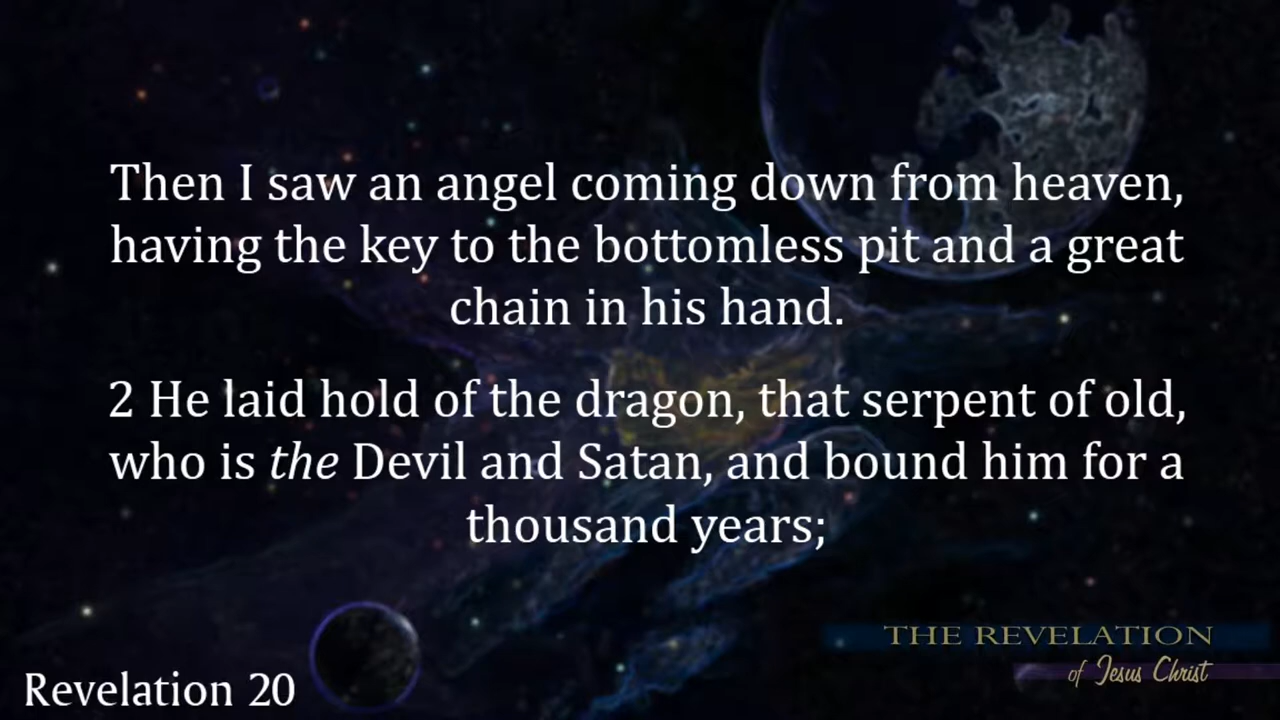 Then I saw an angel coming down from heaven,
having the key to the bottomless pit and a great
chain in his hand.
2 He laid hold of the dragon, that serpent of old,
who is the Devil and Satan, and bound him for a
thousand years;
THE REVELATION
of Jesus Christ
Revelation 20